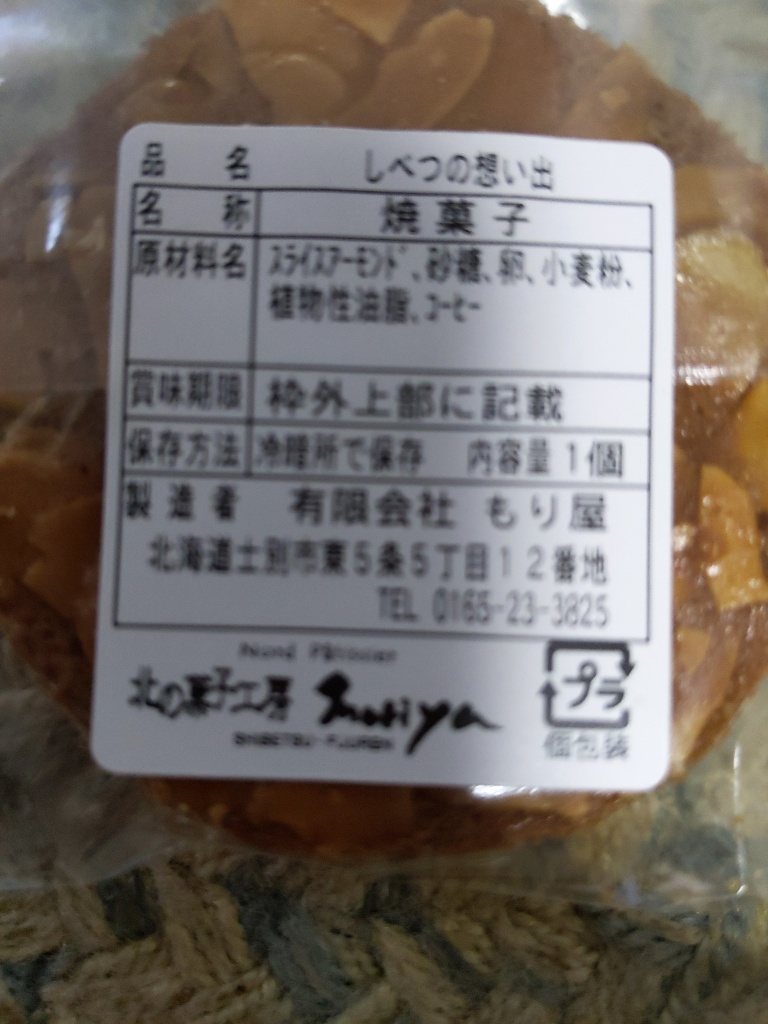 品名 しべつの想い出
名称 焼菓子
原材料名 スライスアーモンド、砂糖、卵、小麦粉、
植物性油脂、コーヒー
賞味期限 枠外上部に記載
保存方法 冷暗所で保存 内容量 1個
製造者 有限会社 もり屋
北海道士別市東5条5丁目12番地
TEL 0165-23-3825
北の菓子工房 Moriya
プラ
個包装